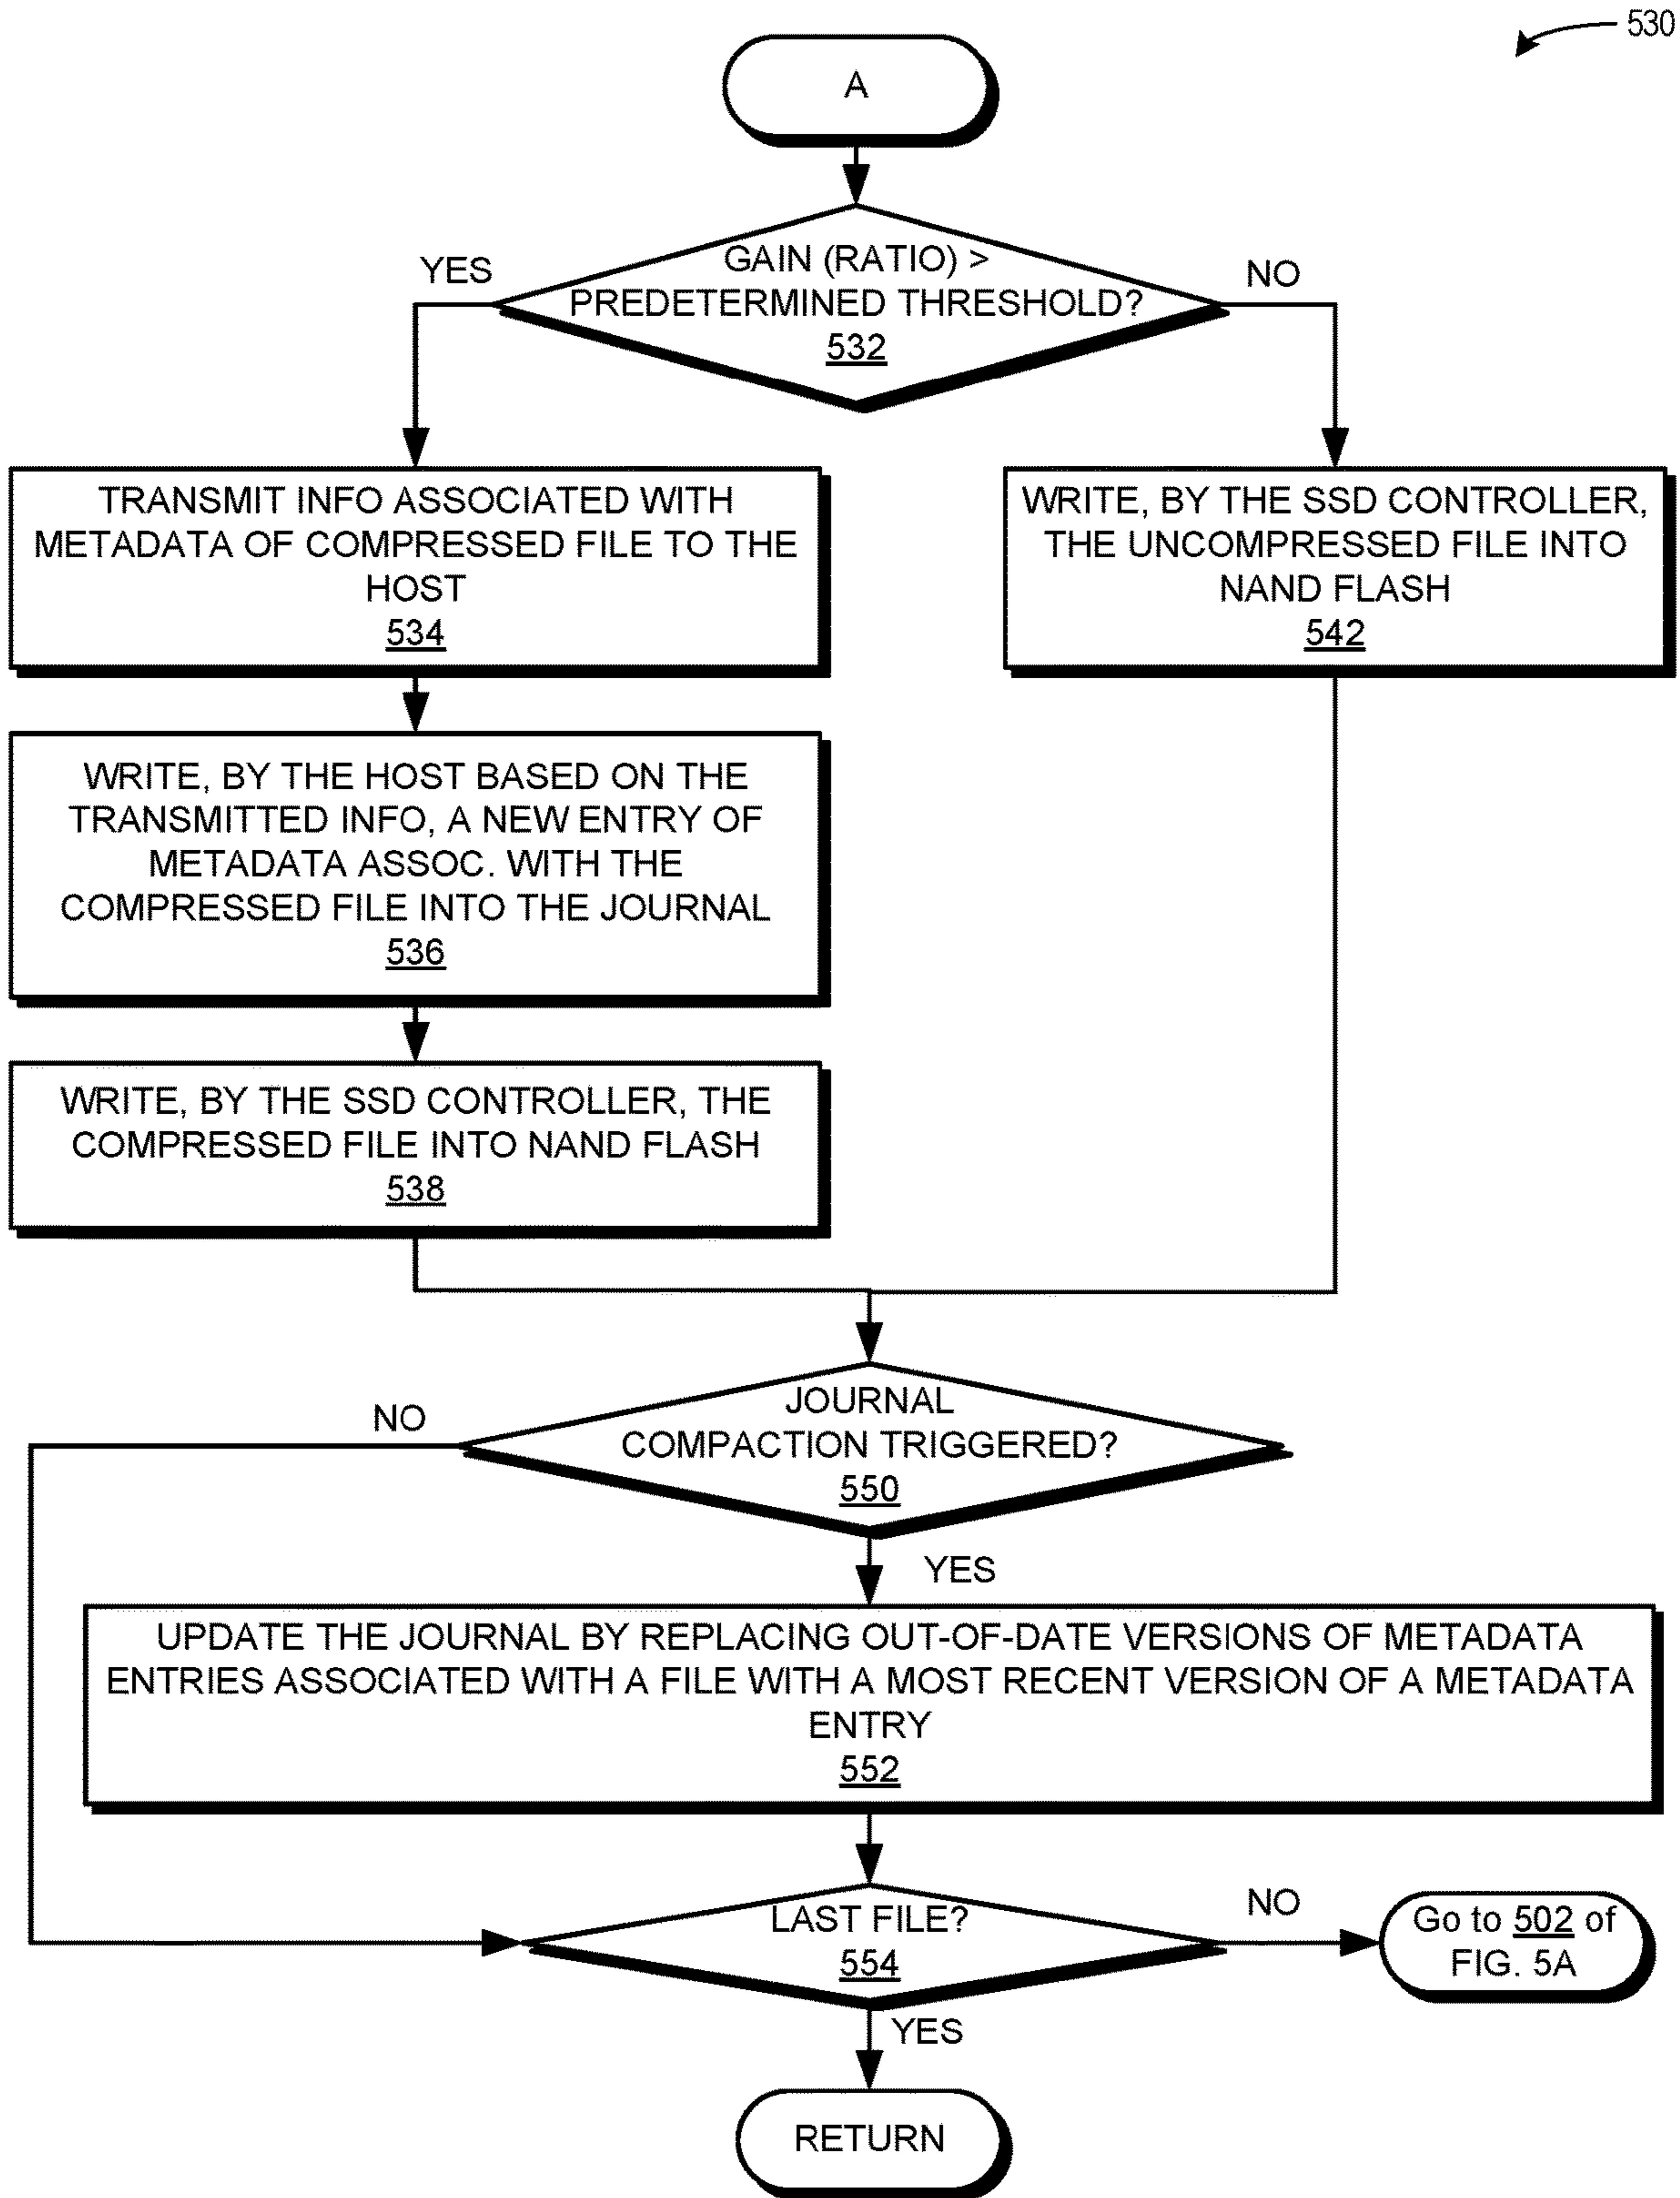 530
A
GAIN (RATIO) >
PREDETERMINED THRESHOLD?
532
YES
NO
TRANSMIT INFO ASSOCIATED WITH
METADATA OF COMPRESSED FILE TO THE
HOST
534
WRITE, BY THE SSD CONTROLLER,
THE UNCOMPRESSED FILE INTO
NAND FLASH
542
WRITE, BY THE HOST BASED ON THE
TRANSMITTED INFO, A NEW ENTRY OF
METADATA ASSOC. WITH THE
COMPRESSED FILE INTO THE JOURNAL
536
WRITE, BY THE SSD CONTROLLER, THE
COMPRESSED FILE INTO NAND FLASH
538
JOURNAL
COMPACTION TRIGGERED?
550
NO
YES
UPDATE THE JOURNAL BY REPLACING OUT-OF-DATE VERSIONS OF METADATA
ENTRIES ASSOCIATED WITH A FILE WITH A MOST RECENT VERSION OF A METADATA
ENTRY
552
LAST FILE?
554
NO
Go to 502 of
FIG. 5A
YES
RETURN